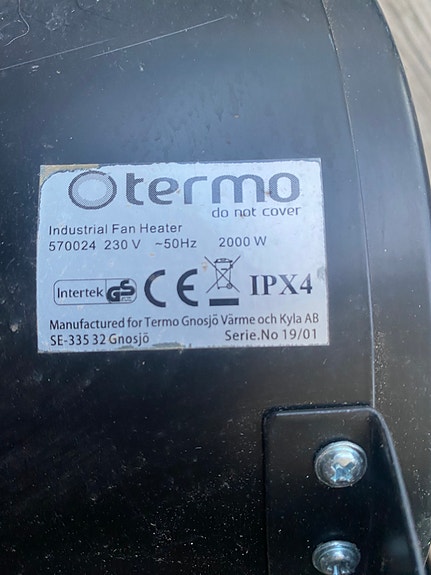 termo
do not cover
Industrial Fan Heater
570024 230 V ~50Hz 2000 W
Intertek GS CE IPX4
Manufactured for Termo Gnosjö Värme och Kyla AB
SE-335 32 Gnosjö Serie.No 19/01